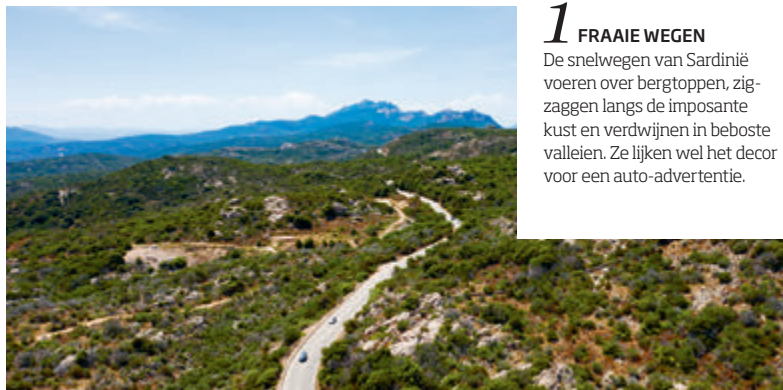 1 FRAAIE WEGEN
De snelwegen van Sardinië
voeren over bergtoppen, zig-
zaggen langs de imposante
kust en verdwijnen in beboste
valleien. Ze lijken wel het decor
voor een auto-advertentie.